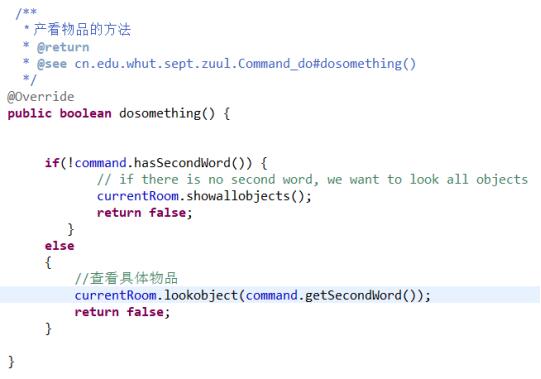 /**
 * 产看物品的方法
 * @return
 * @see cn.edu.whut.sept.zuul.Command_do#dosomething()
 */
@Override
public boolean dosomething() {
if(!command.hasSecondWord()) {
// if there is no second word, we want to look all objects
currentRoom.showallobjects();
return false;
}
else
{
//查看具体物品
currentRoom.lookobject(command.getSecondWord());
return false;
}
}